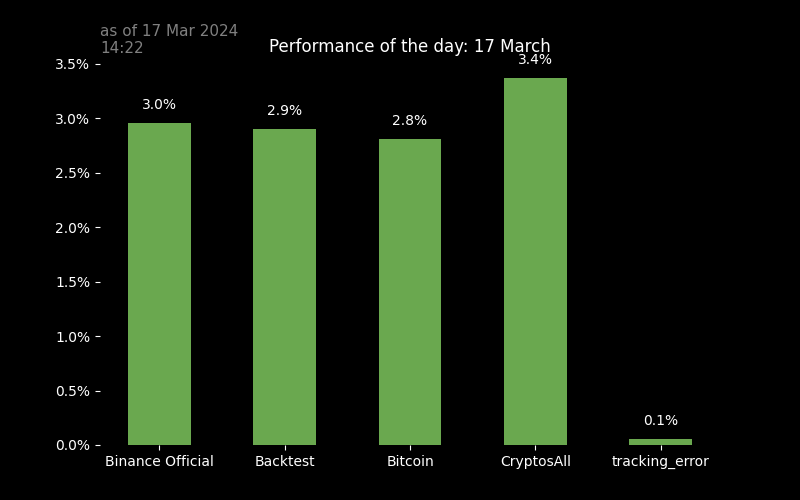 as of 17 Mar 2024
14:22
Performance of the day: 17 March
3.5%
3.0%
2.5%
2.0%
1.5%
1.0%
0.5%
0.0%
3.0%
2.9%
2.8%
3.4%
0.1%
Binance Official
Backtest
Bitcoin
CryptosAll
tracking_error